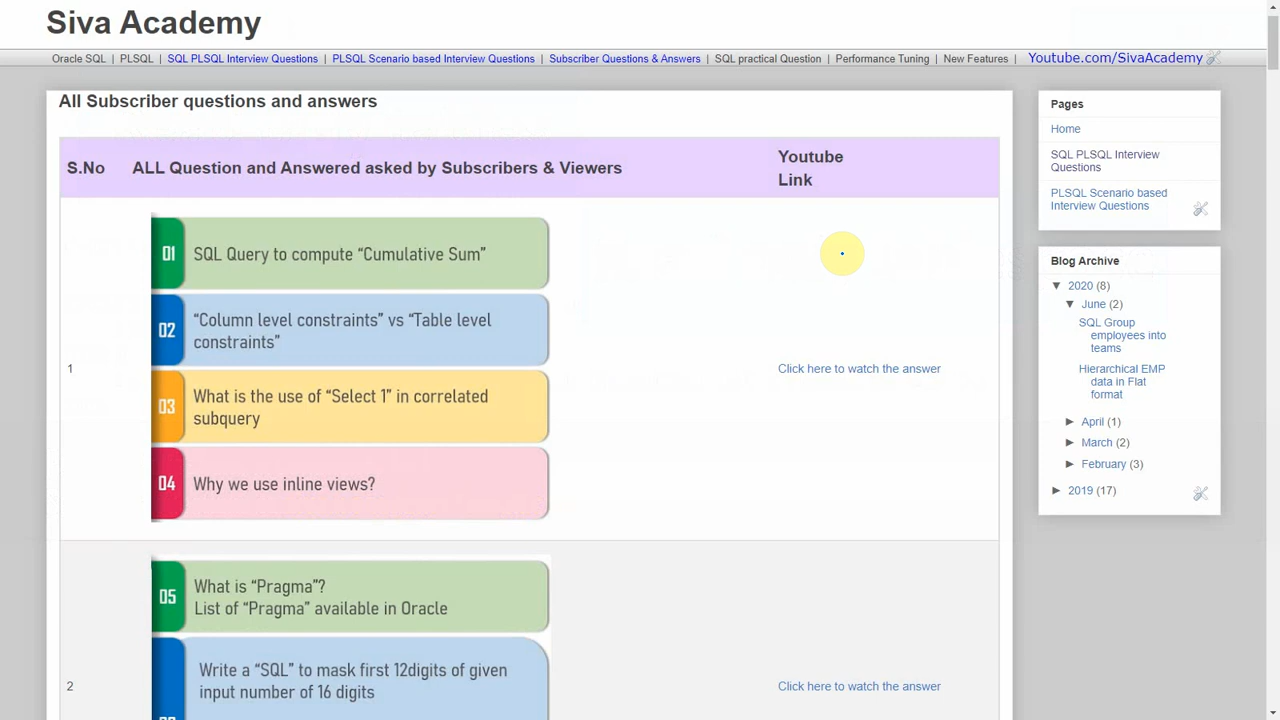 Siva Academy
Oracle SQL | PLSQL | SQL PLSQL Interview Questions | PLSQL Scenario based Interview Questions | Subscriber Questions & Answers | SQL practical Question | Performance Tuning | New Features | Youtube.com/SivaAcademy
All Subscriber questions and answers
S.No
ALL Question and Answered asked by Subscribers & Viewers
Youtube
Link
1
01
SQL Query to compute “Cumulative Sum”
02
“Column level constraints” vs “Table level
constraints”
03
What is the use of “Select 1” in correlated
subquery
04
Why we use inline views?
Click here to watch the answer
2
05
What is “Pragma”?
List of “Pragma” available in Oracle
Write a “SQL” to mask first 12digits of given
input number of 16 digits
Click here to watch the answer
Pages
Home
SQL PLSQL Interview
Questions
PLSQL Scenario based
Interview Questions
Blog Archive
▼ 2020 (8)
▼ June (2)
SQL Group
employees into
teams
Hierarchical EMP
data in Flat
format
► April (1)
► March (2)
► February (3)
► 2019 (17)